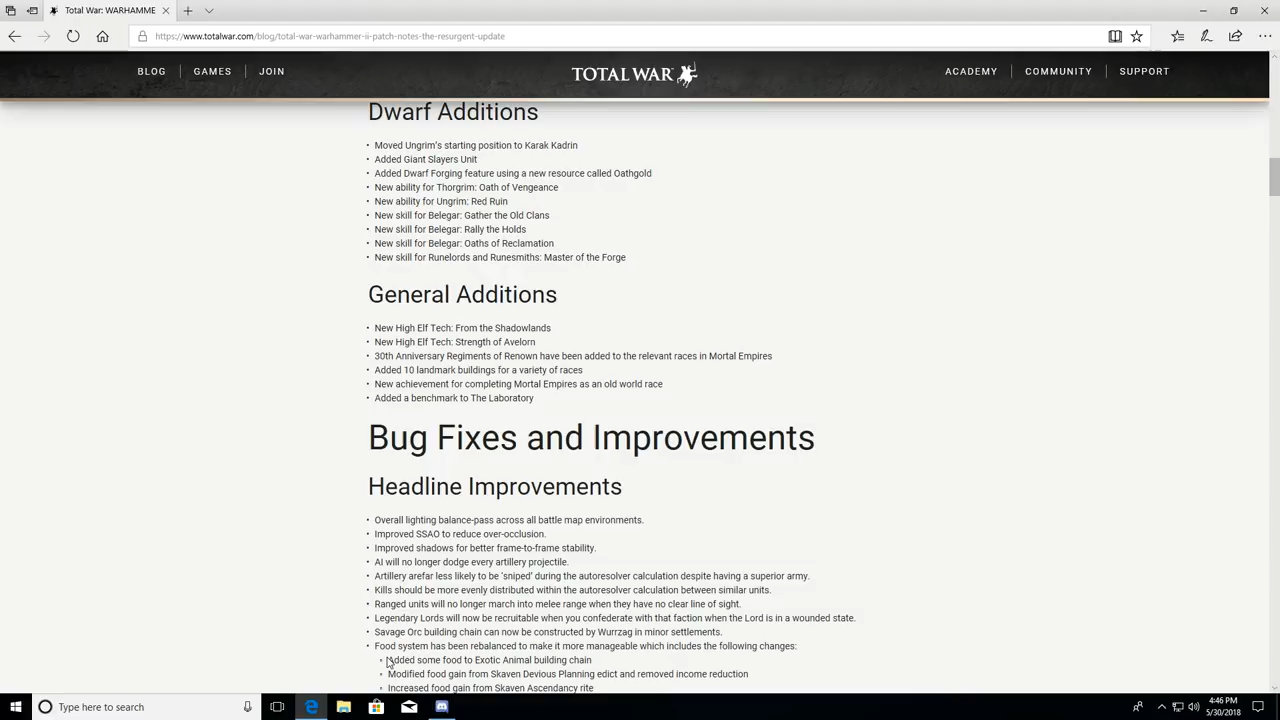 Total War: WARHAMME
https://www.totalwar.com/blog/total-war-warhammer-ii-patch-notes-the-resurgent-update
BLOG
GAMES
JOIN
TOTAL WAR
ACADEMY
COMMUNITY
SUPPORT
Dwarf Additions
• Moved Ungrim's starting position to Karak Kadrin
• Added Giant Slayers Unit
• Added Dwarf Forging feature using a new resource called Oathgold
• New ability for Thorgrim: Oath of Vengeance
• New ability for Ungrim: Red Ruin
• New skill for Belegar: Gather the Old Clans
• New skill for Belegar: Rally the Holds
• New skill for Belegar: Oaths of Reclamation
• New skill for Runelords and Runesmiths: Master of the Forge
General Additions
• New High Elf Tech: From the Shadowlands
• New High Elf Tech: Strength of Avelorn
• 30th Anniversary Regiments of Renown have been added to the relevant races in Mortal Empires
• Added 10 landmark buildings for a variety of races
• New achievement for completing Mortal Empires as an old world race
• Added a benchmark to The Laboratory
Bug Fixes and Improvements
Headline Improvements
• Overall lighting balance-pass across all battle map environments.
• Improved SSAO to reduce over-occlusion.
• Improved shadows for better frame-to-frame stability.
• AI will no longer dodge every artillery projectile.
• Artillery arefar less likely to be 'sniped' during the autoresolver calculation despite having a superior army.
• Kills should be more evenly distributed within the autoresolver calculation between similar units.
• Ranged units will no longer march into melee range when they have no clear line of sight.
• Legendary Lords will now be recruitable when you confederate with that faction when the Lord is in a wounded state.
• Savage Orc building chain can now be constructed by Wurrzag in minor settlements.
• Food system has been rebalanced to make it more manageable which includes the following changes:
◦ Added some food to Exotic Animal building chain
◦ Modified food gain from Skaven Devious Planning edict and removed income reduction
◦ Increased food gain from Skaven Ascendancy rite
Type here to search
4:46 PM
5/30/2018